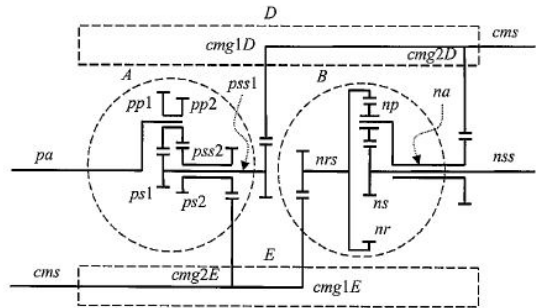 D
cms
cmg1D
cmg2D
A
B
pss1
pp1
pp2
np
na
pa
pss2
nrs
nss
ps1
ps2
ns
nr
E
cms
cmg2E
cmg1E